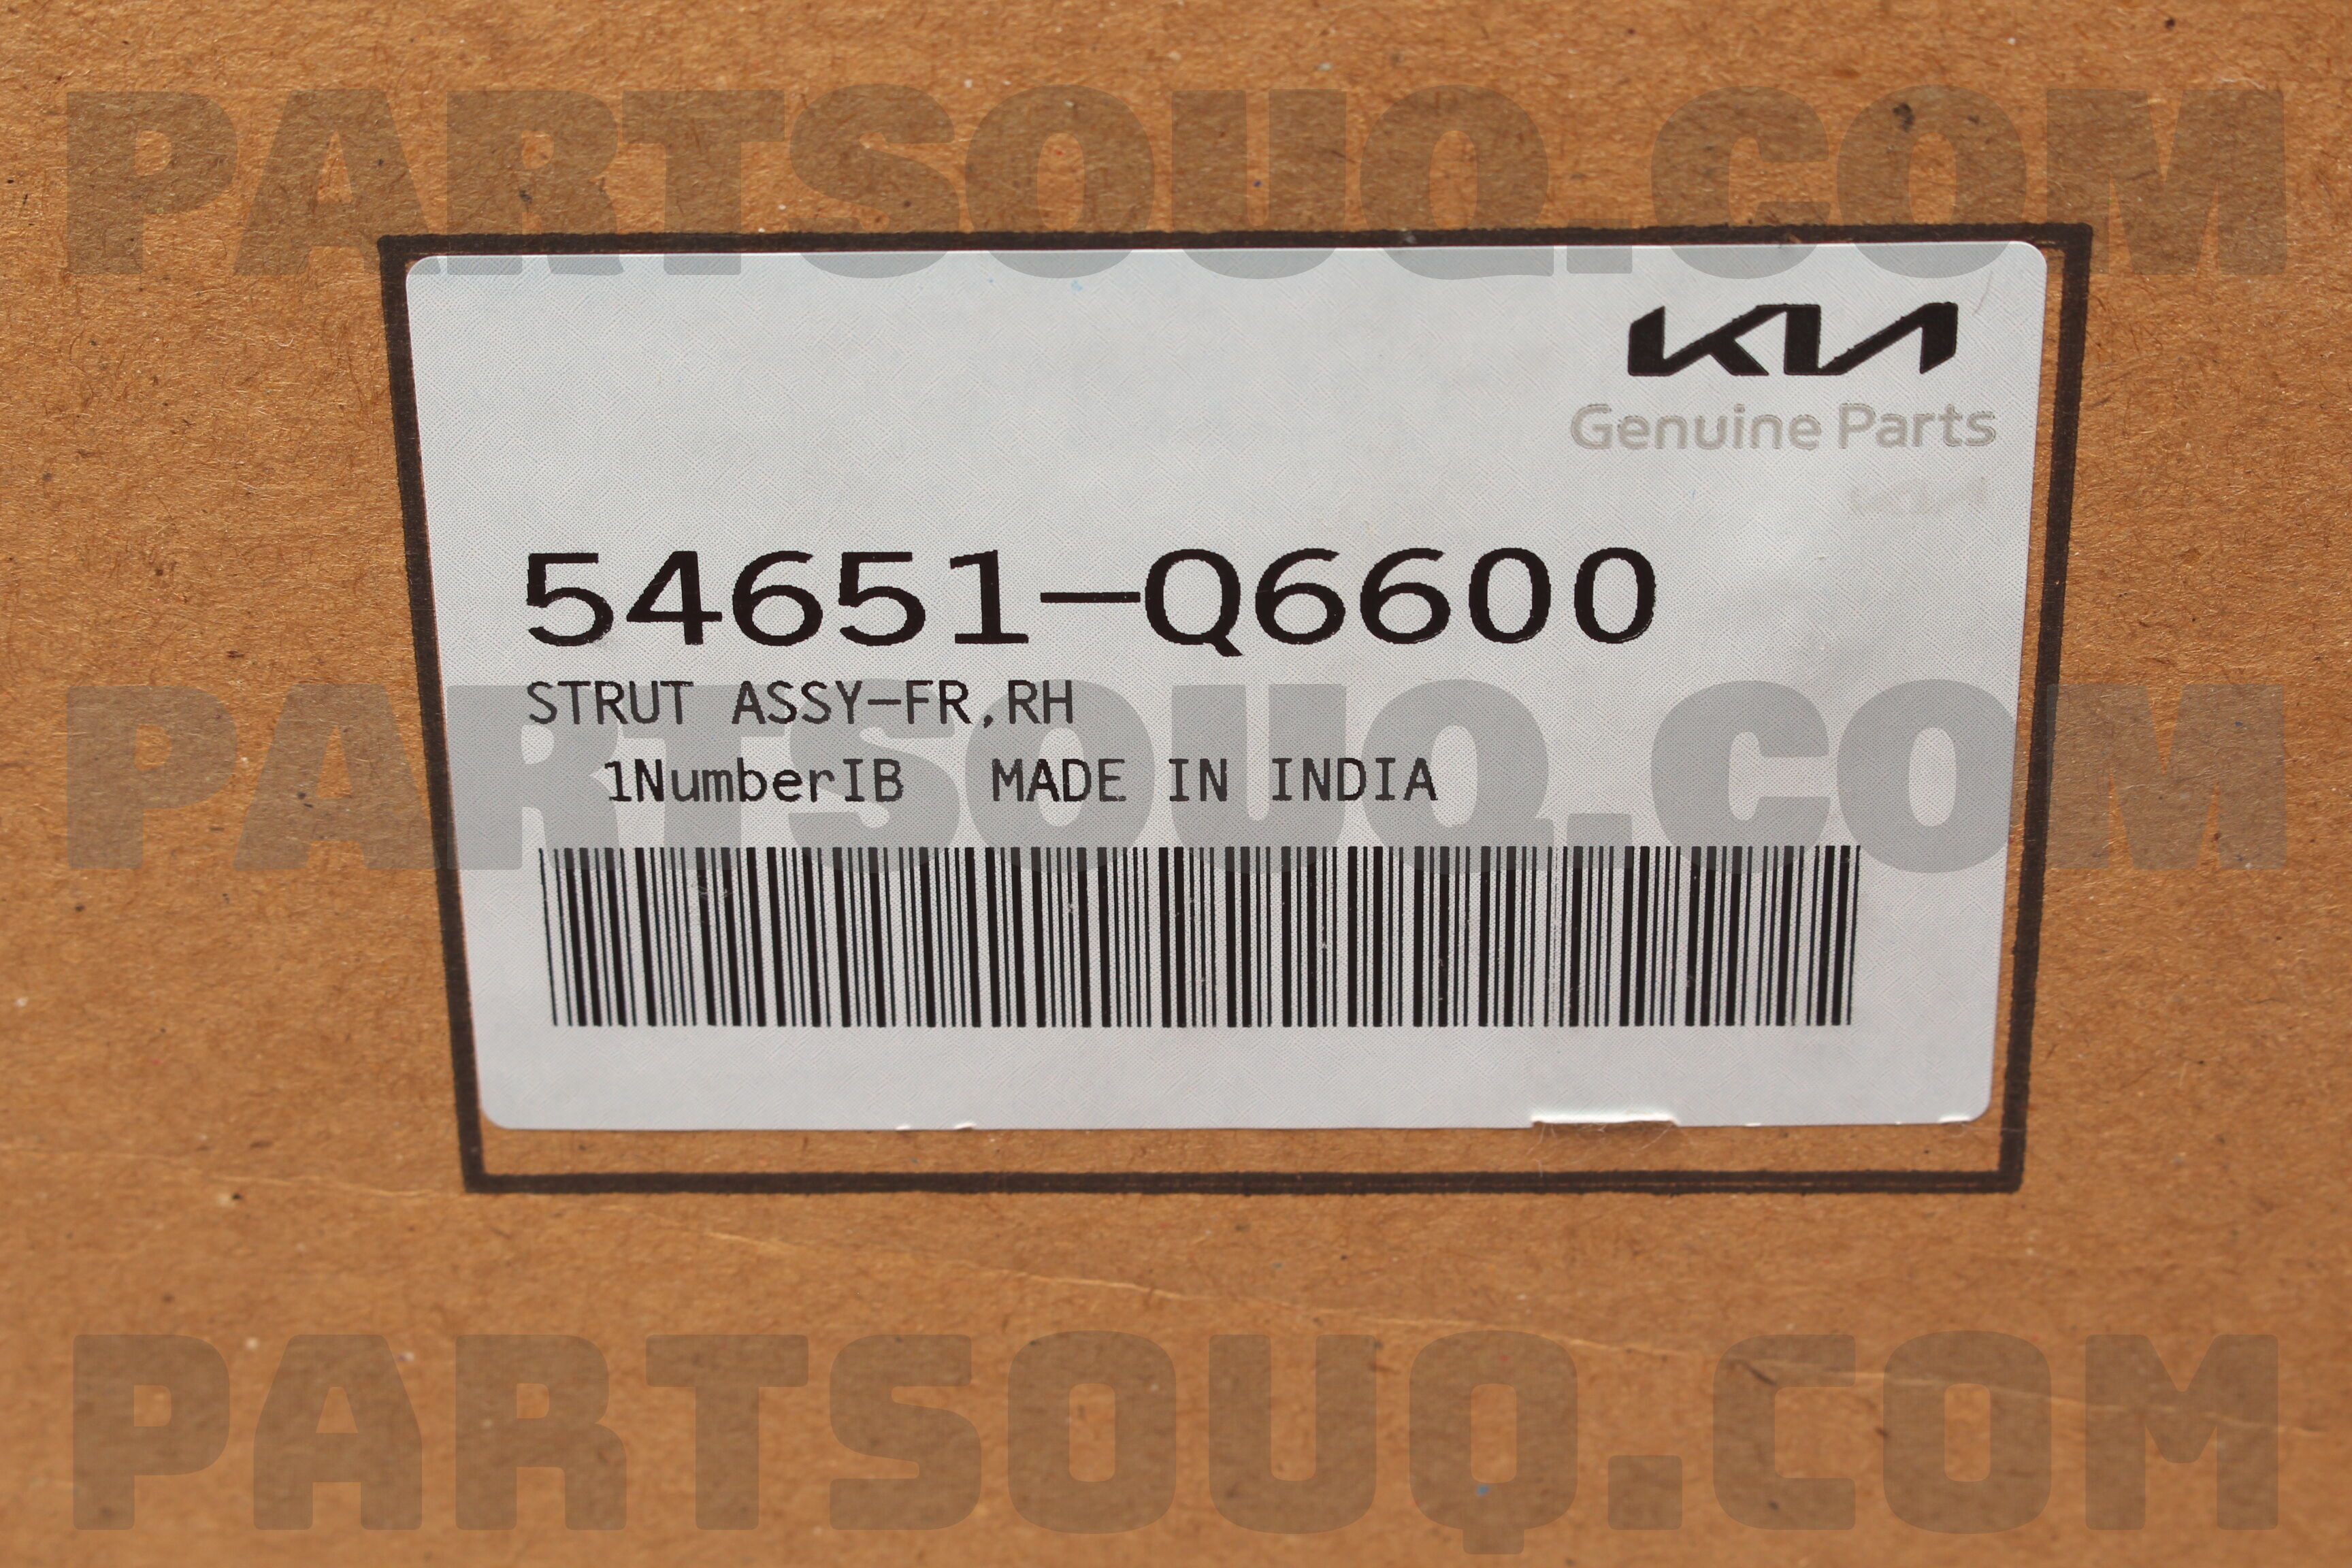 PARTSOUQ.COM
KIA
Genuine Parts
KIA
54651-Q6600
STRUT ASSY-FR,RH
PARTSOUQ.COM
1NumberIB MADE IN INDIA
PARTSOUQ.COM